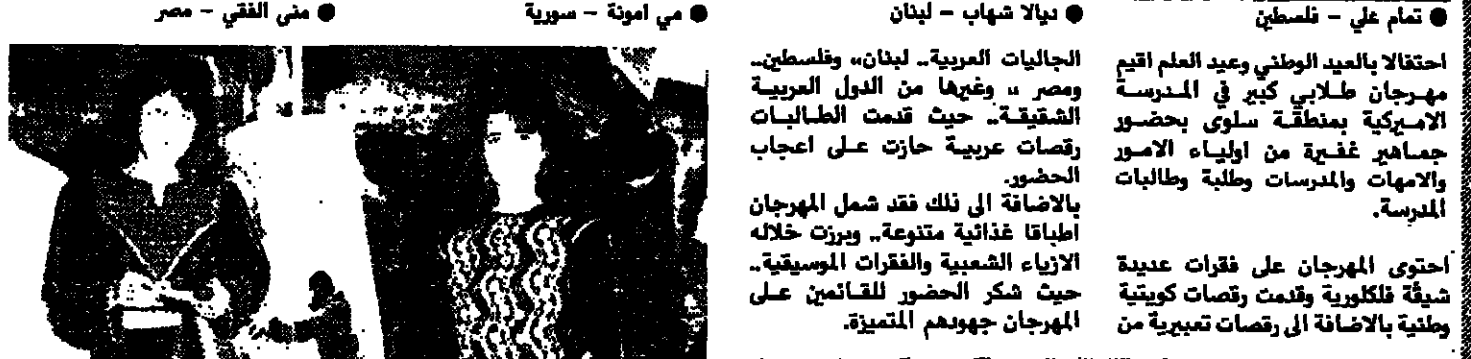 ● تمام علي – فلسطين
● ديالا شهاب – لبنان
● مي امونة – سورية
● منى الفقي – مصر
احتفالا بالعيد الوطني وعيد العلم اقيم
مهرجان طلابي كبير في المدرسة
الاميركية بمنطقة سلوى بحضور
جماهير غفيرة من اولياء الامور
والامهات والمدرسات وطلبة وطالبات
المدرسة.
احتوى المهرجان على فقرات عديدة
شيقة فلكلورية وقدمت رقصات كويتية
وطنية بالاضافة الى رقصات تعبيرية من
الجاليات العربية.. لبنان،، وفلسطين..
ومصر ،، وغيرها من الدول العربية
الشقيقة.. حيث قدمت الطالبات
رقصات عربية حازت على اعجاب
الحضور.
بالاضافة الى ذلك فقد شمل المهرجان
اطباقا غذائية متنوعة.. وبرزت خلاله
الازياء الشعبية والفقرات الموسيقية..
حيث شكر الحضور للقائمين على
المهرجان جهودهم المتميزة.